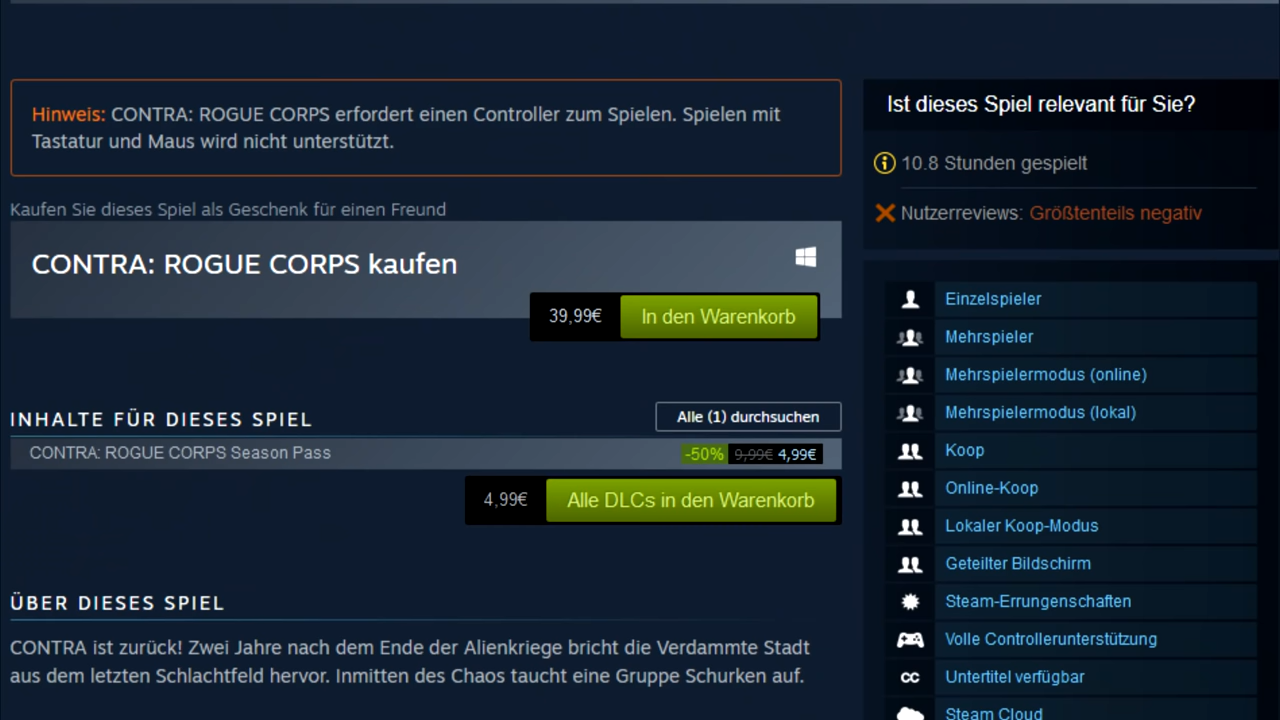 Hinweis: CONTRA: ROGUE CORPS erfordert einen Controller zum Spielen. Spielen mit
Tastatur und Maus wird nicht unterstützt.
Kaufen Sie dieses Spiel als Geschenk für einen Freund
CONTRA: ROGUE CORPS kaufen
39,99€
In den Warenkorb
INHALTE FÜR DIESES SPIEL
Alle (1) durchsuchen
CONTRA: ROGUE CORPS Season Pass
-50% 9,99€ 4,99€
4,99€
Alle DLCs in den Warenkorb
ÜBER DIESES SPIEL
CONTRA ist zurück! Zwei Jahre nach dem Ende der Alienkriege bricht die Verdammte Stadt
aus dem letzten Schlachtfeld hervor. Inmitten des Chaos taucht eine Gruppe Schurken auf.
Ist dieses Spiel relevant für Sie?
10.8 Stunden gespielt
Nutzerreviews: Größtenteils negativ
Einzelspieler
Mehrspieler
Mehrspielermodus (online)
Mehrspielermodus (lokal)
Koop
Online-Koop
Lokaler Koop-Modus
Geteilter Bildschirm
Steam-Errungenschaften
Volle Controllerunterstützung
CC Untertitel verfügbar
Steam Cloud